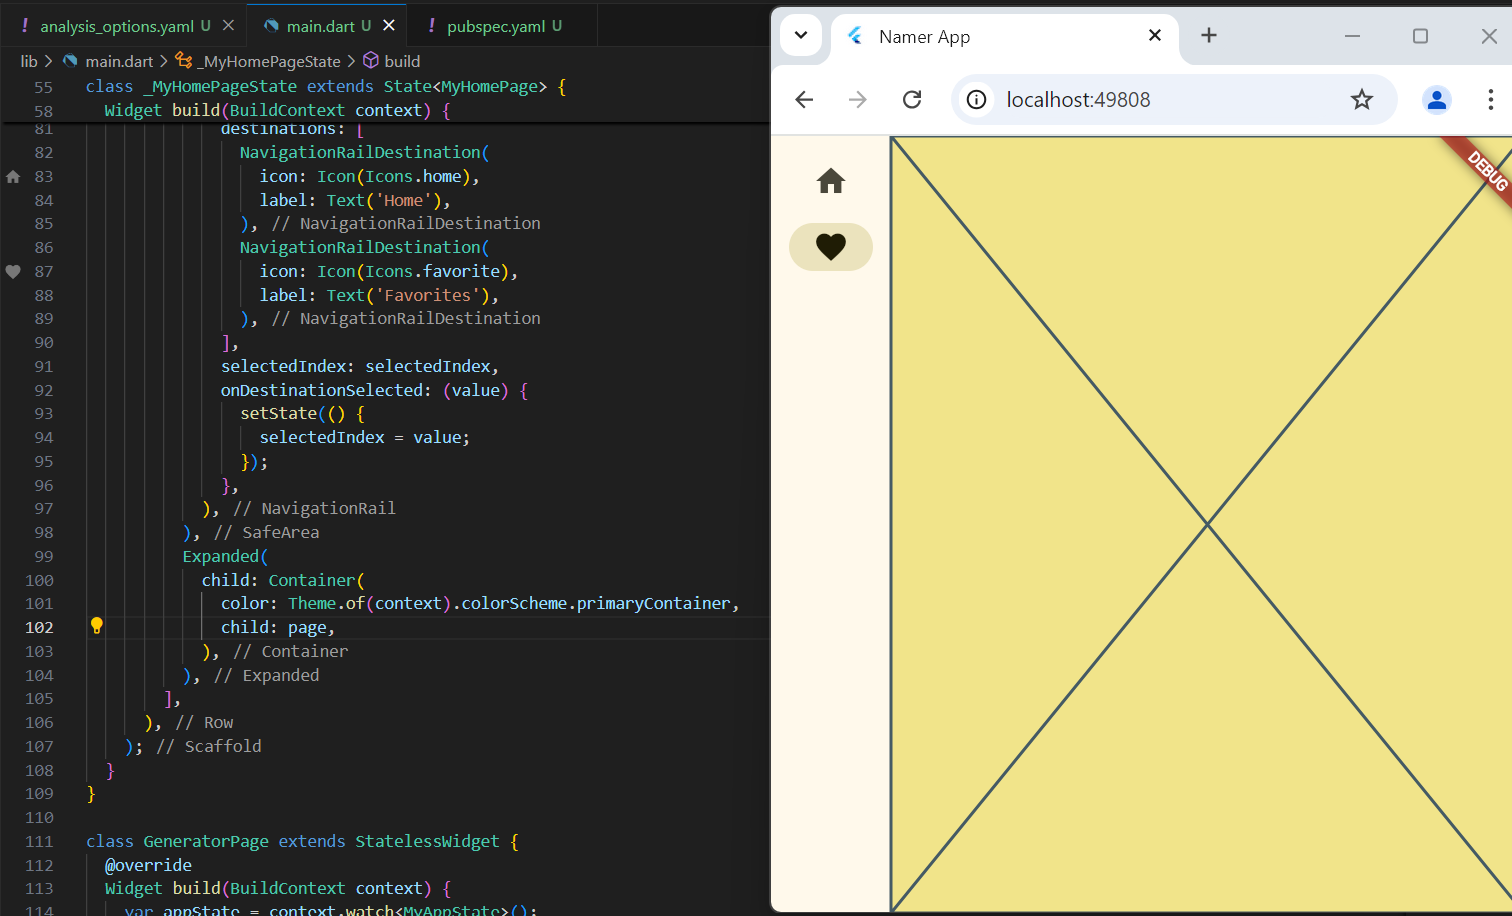 ! analysis_options.yaml U
main.dart U
! pubspec.yaml U
lib > main.dart > _MyHomePageState > build
55 class _MyHomePageState extends State<MyHomePage> {
58 Widget build(BuildContext context) {
81 destinations: [
82 NavigationRailDestination(
83 icon: Icon(Icons.home),
84 label: Text('Home'),
85 ), // NavigationRailDestination
86 NavigationRailDestination(
87 icon: Icon(Icons.favorite),
88 label: Text('Favorites'),
89 ), // NavigationRailDestination
90 ],
91 selectedIndex: selectedIndex,
92 onDestinationSelected: (value) {
93 setState(() {
94 selectedIndex = value;
95 });
96 },
97 ), // NavigationRail
98 ), // SafeArea
99 Expanded(
100 child: Container(
101 color: Theme.of(context).colorScheme.primaryContainer,
102 child: page,
103 ), // Container
104 ), // Expanded
105 ],
106 ), // Row
107 ); // Scaffold
108 }
109 }
110
111 class GeneratorPage extends StatelessWidget {
112 @override
113 Widget build(BuildContext context) {
114 var appState = context.watch<MyAppState>();
Namer App
localhost:49808
DEBUG